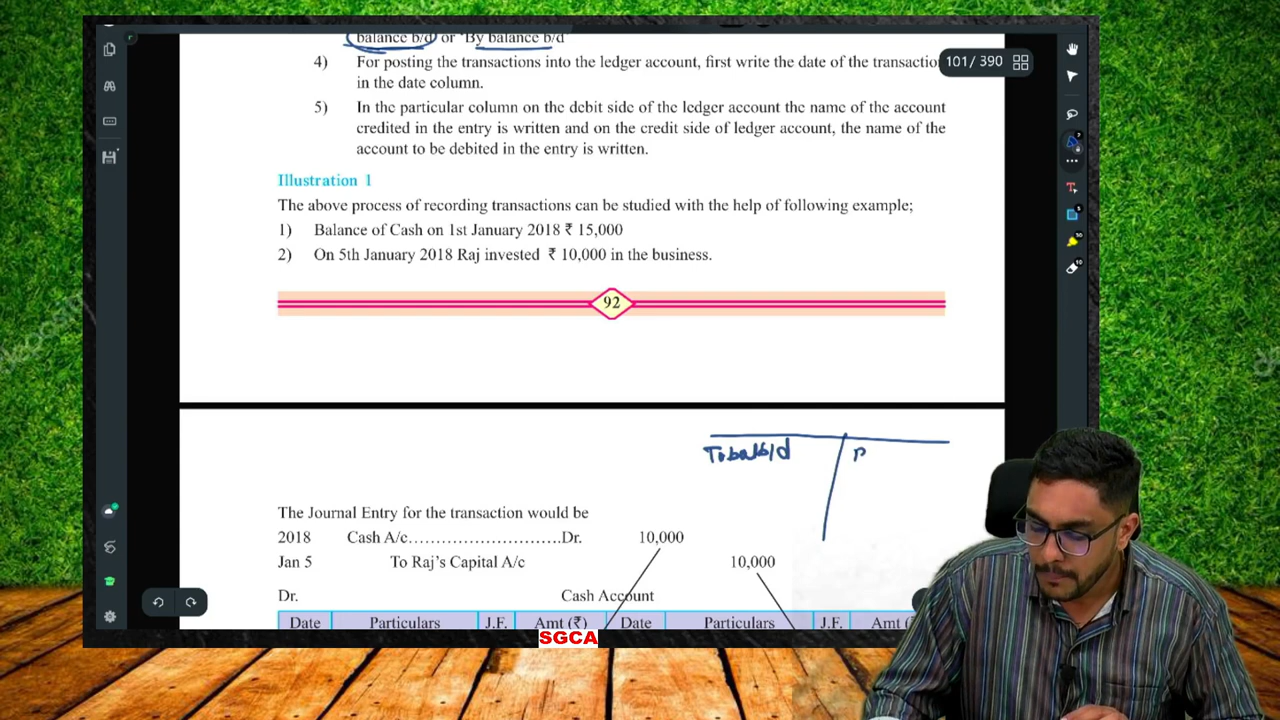 balance b/d or 'By balance b/d
101/ 390
4) For posting the transactions into the ledger account, first write the date of the
in the date column.
5) In the particular column on the debit side of the ledger account the name of the account
credited in the entry is written and on the credit side of ledger account, the name of the
account to be debited in the entry is written.
Illustration 1
The above process of recording transactions can be studied with the help of following example;
1) Balance of Cash on 1st January 2018 ₹ 15,000
2) On 5th January 2018 Raj invested ₹ 10,000 in the business.
92
To bal b/d
The Journal Entry for the transaction would be
2018 Cash A/c..............................Dr. 10,000
Jan 5 To Raj's Capital A/c 10,000
Dr. Cash Account
Date Particulars J.F. Amt (₹) Date Particulars J.F. Amt
SGCA